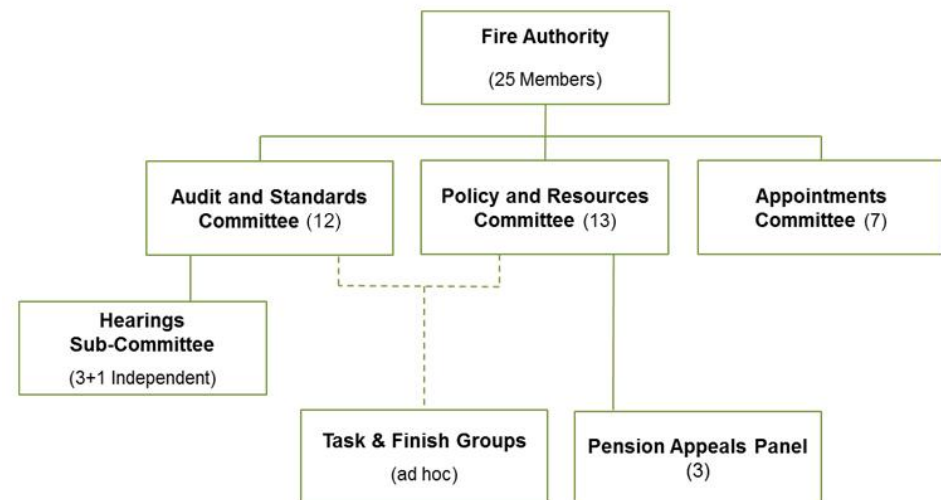 Fire Authority
(25 Members)
Audit and Standards
Committee (12)
Policy and Resources
Committee (13)
Appointments
Committee (7)
Hearings
Sub-Committee
(3+1 Independent)
Task & Finish Groups
(ad hoc)
Pension Appeals Panel
(3)